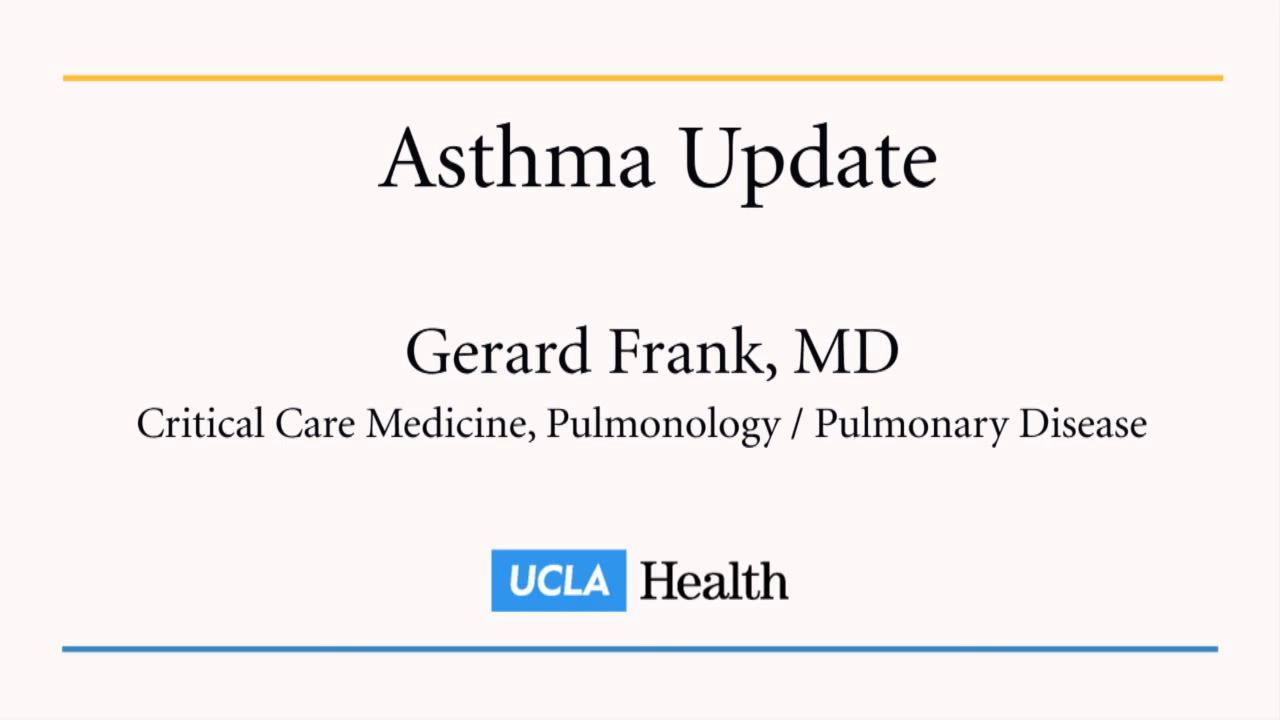 Asthma Update
Gerard Frank, MD
Critical Care Medicine, Pulmonology / Pulmonary Disease
UCLA Health